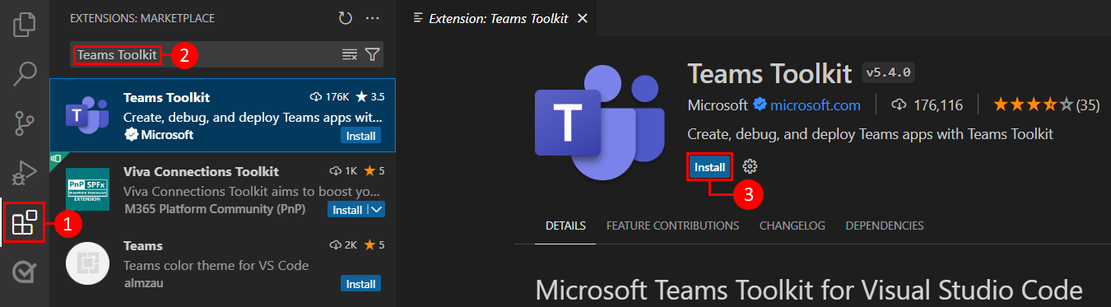 EXTENSIONS: MARKETPLACE
Teams Toolkit
2
Teams Toolkit 176K 3.5
Create, debug, and deploy Teams apps wit...
Microsoft Install
Viva Connections Toolkit 1K 5
Viva Connections Toolkit aims to boost yo...
M365 Platform Community (PnP) Install
PnP SPFx
EXTENSION
Teams 2K 5
Teams color theme for VS Code
almzau Install
1
Extension: Teams Toolkit
T
Teams Toolkit v5.4.0
Microsoft microsoft.com 176,116 (35)
Create, debug, and deploy Teams apps with Teams Toolkit
Install
3
DETAILS FEATURE CONTRIBUTIONS CHANGELOG DEPENDENCIES
Microsoft Teams Toolkit for Visual Studio Code